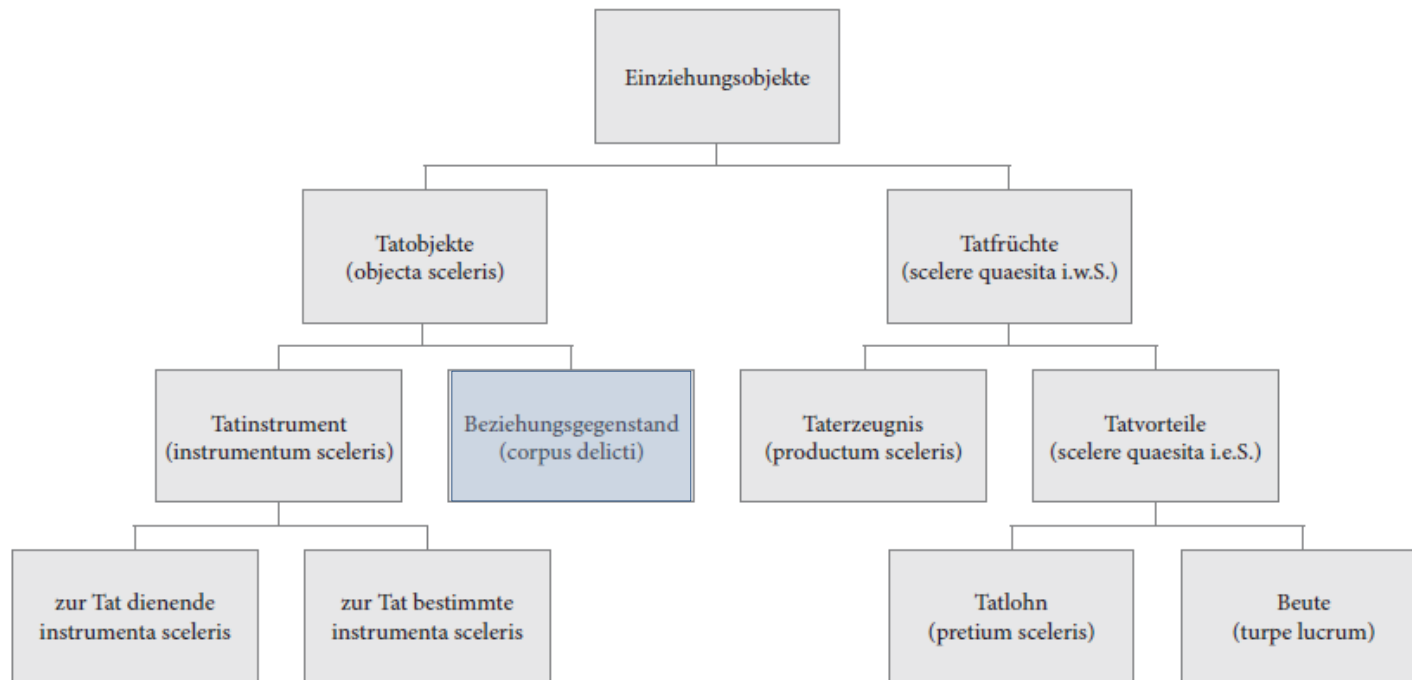 Einziehungsobjekte
Tatobjekte
(objecta sceleris)
Tatfrüchte
(scelere quaesita i.w.S.)
Tatinstrument
(instrumentum sceleris)
Beziehungsgegenstand
(corpus delicti)
Taterzeugnis
(productum sceleris)
Tatvorteile
(scelere quaesita i.e.S.)
zur Tat dienende
instrumenta sceleris
zur Tat bestimmte
instrumenta sceleris
Tatlohn
(pretium sceleris)
Beute
(turpe lucrum)